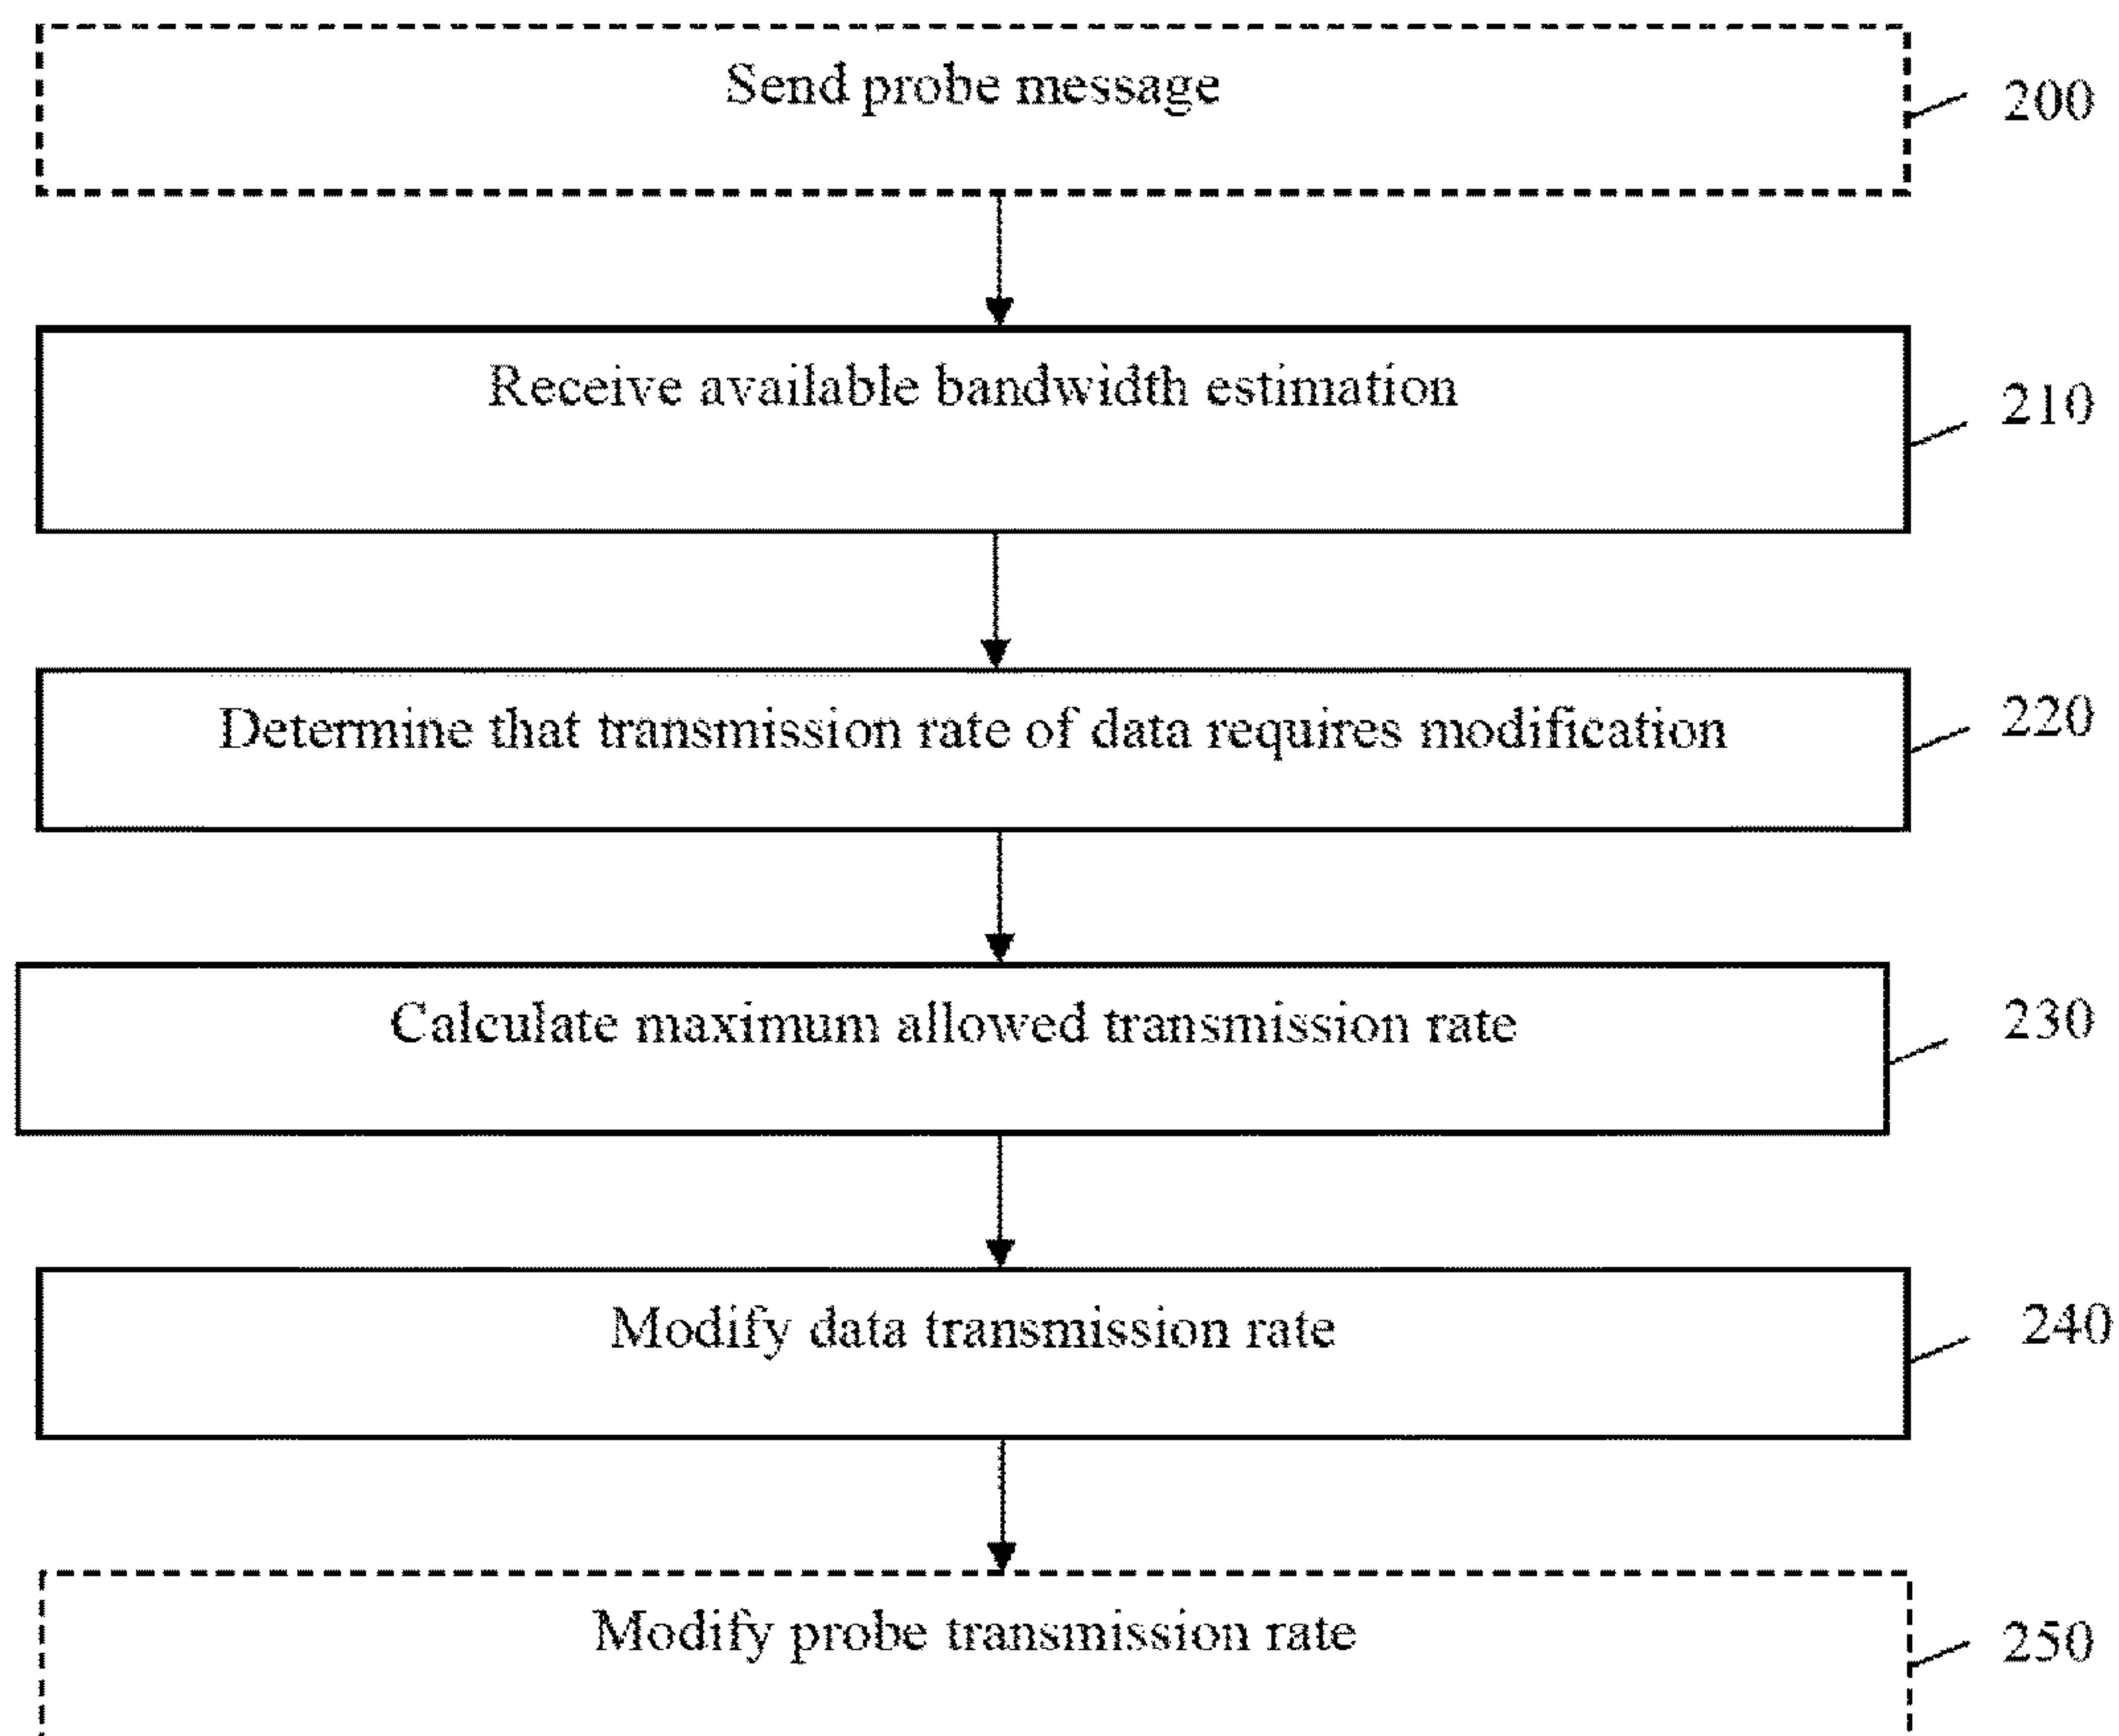 Send probe message
200
Receive available bandwidth estimation
210
Determine that transmission rate of data requires modification
220
Calculate maximum allowed transmission rate
230
Modify data transmission rate
240
Modify probe transmission rate
250